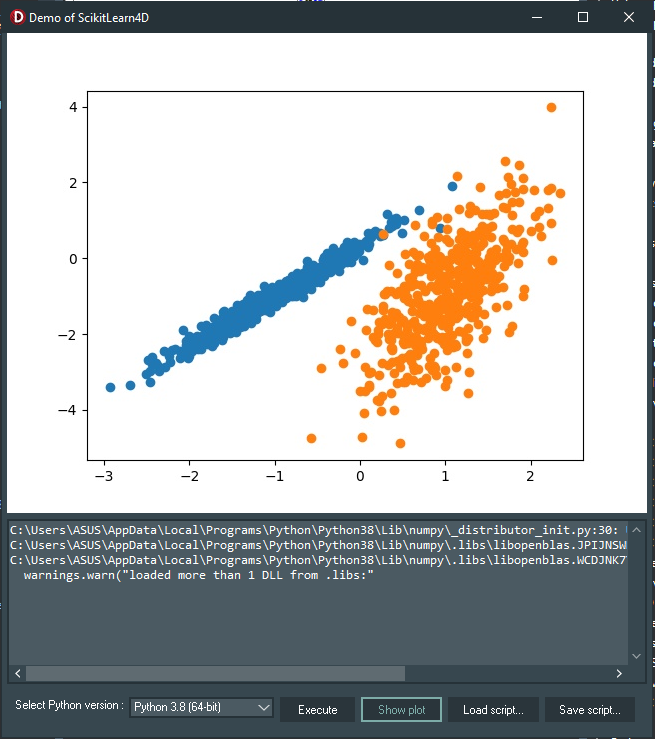 Demo of ScikitLearn4D
4
2
0
−2
−4
−3
−2
−1
0
1
2
C:\Users\ASUS\AppData\Local\Programs\Python\Python38\Lib\numpy\_distributor_init.py:30:
C:\Users\ASUS\AppData\Local\Programs\Python\Python38\Lib\numpy\.libs\libopenblas.JPIJNSW
C:\Users\ASUS\AppData\Local\Programs\Python\Python38\Lib\numpy\.libs\libopenblas.WCDJNK7
warnings.warn("loaded more than 1 DLL from .libs:"
Select Python version :
Python 3.8 (64-bit)
Execute
Show plot
Load script...
Save script...